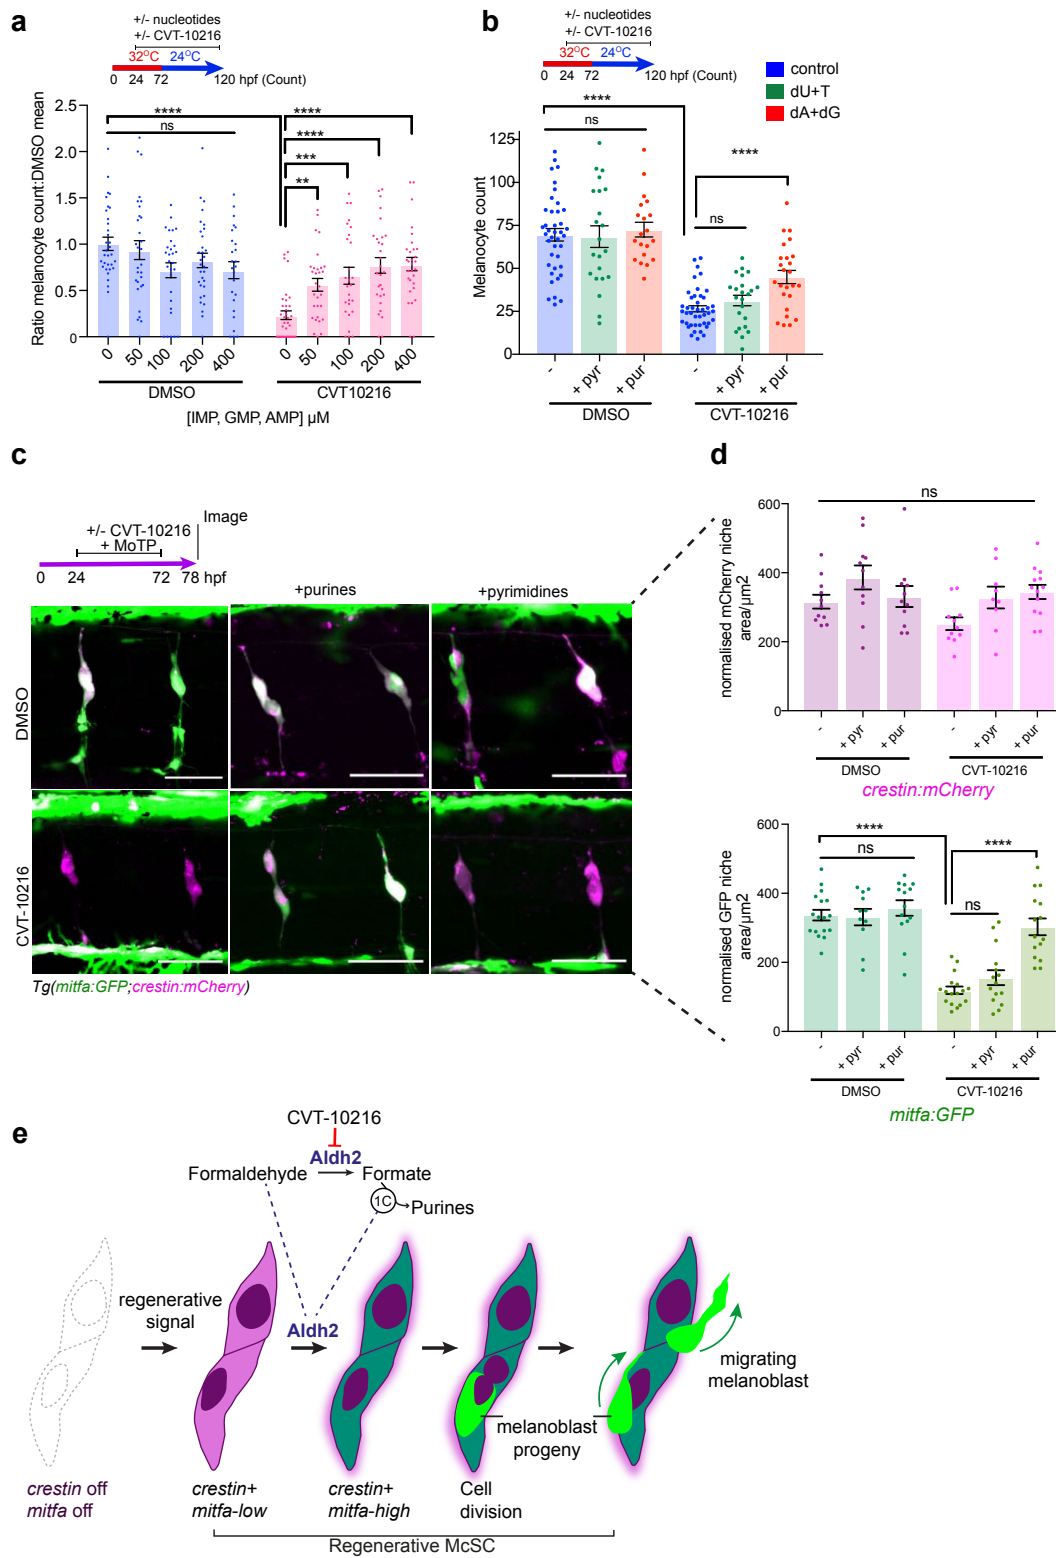 a
+/- nucleotides
+/- CVT-10216
32°C 24°C
0 24 72 120 hpf (Count)
Ratio melanocyte count:DMSO mean
2.5
2.0
1.5
1.0
0.5
0
****
ns
****
****
***
**
0 50 100 200 400 0 50 100 200 400
DMSO CVT10216
[IMP, GMP, AMP] µM
b
+/- nucleotides
+/- CVT-10216
32°C 24°C
0 24 72 120 hpf (Count)
control
dU+T
dA+dG
Melanocyte count
125
100
75
50
25
0
****
ns
****
ns
- + pyr + pur - + pyr + pur
DMSO CVT-10216
c
Image
+/- CVT-10216
+ MoTP
0 24 72 78 hpf
+purines +pyrimidines
DMSO
CVT-10216
Tg(mitfa:GFP;crestin:mCherry)
d
normalised mCherry niche
area/µm2
600
400
200
0
ns
- + pyr + pur - + pyr + pur
DMSO CVT-10216
crestin:mCherry
normalised GFP niche
area/µm2
600
400
200
0
****
ns
****
ns
- + pyr + pur - + pyr + pur
DMSO CVT-10216
mitfa:GFP
e
CVT-10216
Aldh2
Formaldehyde Formate
1C Purines
regenerative
signal
Aldh2
migrating
melanoblast
melanoblast
progeny
crestin off
mitfa off
crestin+
mitfa-low
crestin+
mitfa-high
Cell
division
Regenerative McSC